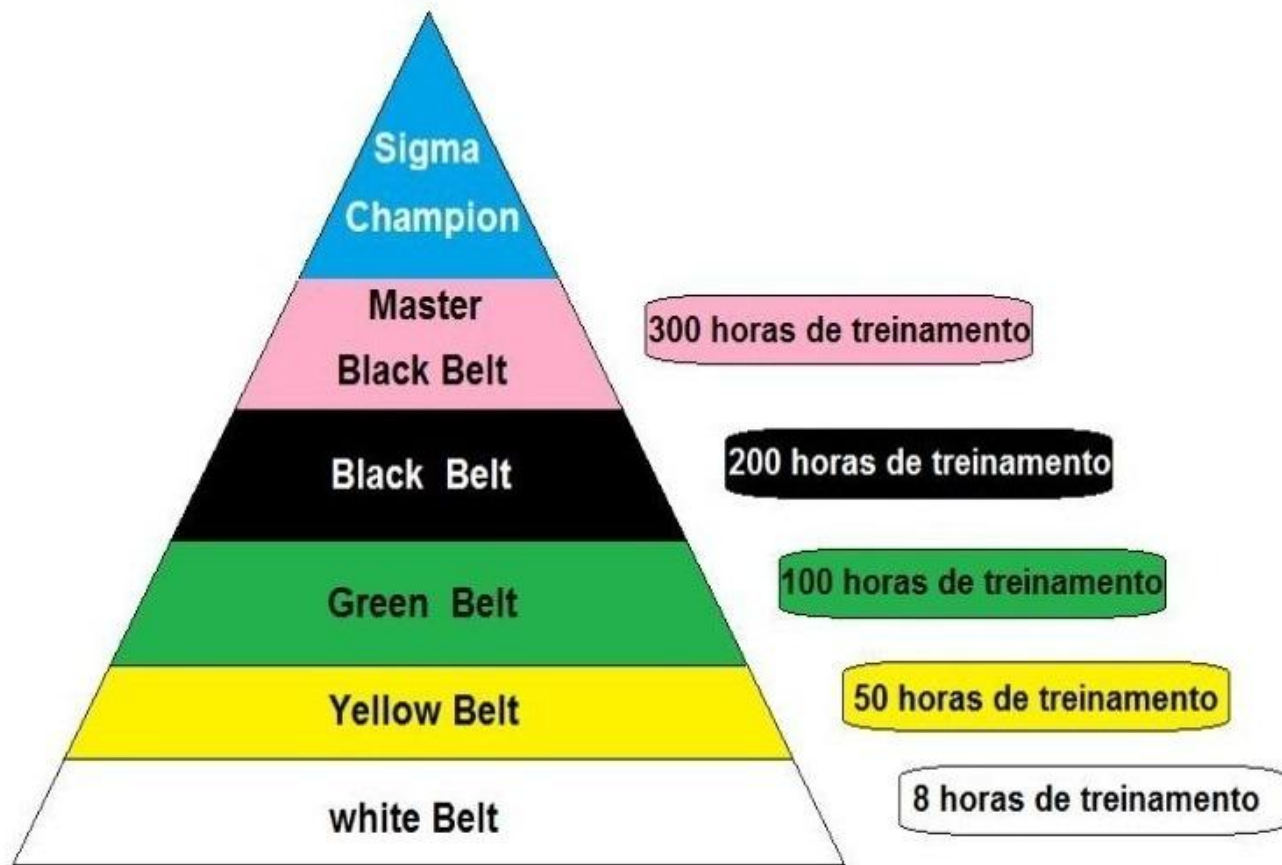 Sigma
Champion
Master
Black Belt
300 horas de treinamento
Black Belt
200 horas de treinamento
Green Belt
100 horas de treinamento
Yellow Belt
50 horas de treinamento
white Belt
8 horas de treinamento